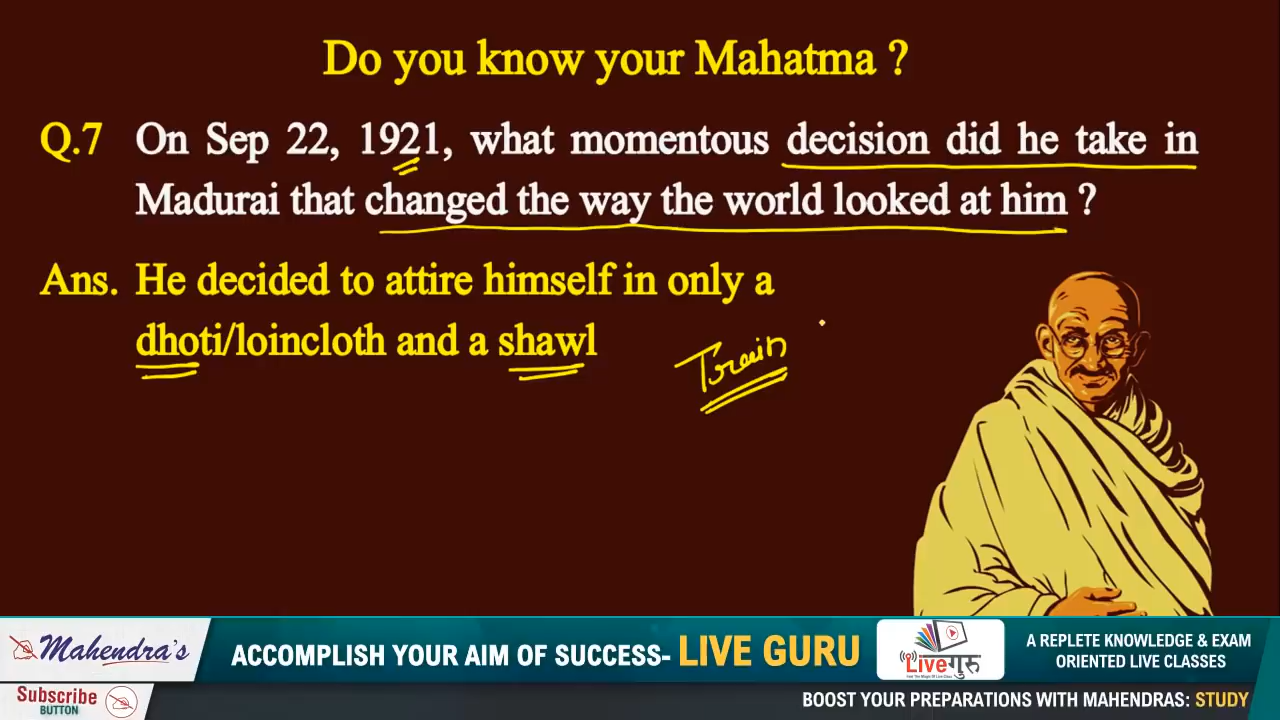 Do you know your Mahatma ?
Q.7 On Sep 22, 1921, what momentous decision did he take in
Madurai that changed the way the world looked at him ?
Ans. He decided to attire himself in only a
dhoti/loincloth and a shawl
Train
Mahendra's
ACCOMPLISH YOUR AIM OF SUCCESS- LIVE GURU
Liveगुरु
A REPLETE KNOWLEDGE & EXAM
ORIENTED LIVE CLASSES
Subscribe
BUTTON
BOOST YOUR PREPARATIONS WITH MAHENDRAS: STUDY